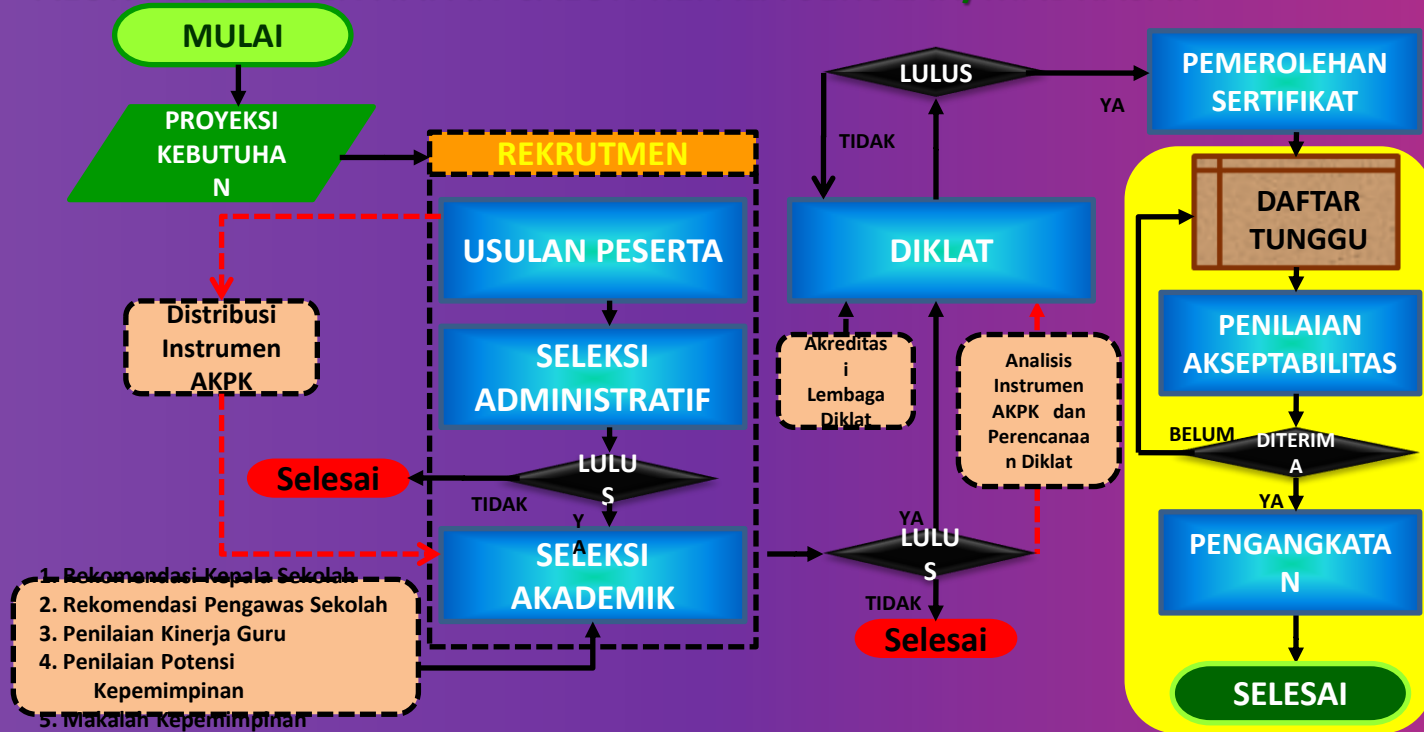 MULAI
PROYEKSI
KEBUTUHA
N
REKRUTMEN
USULAN PESERTA
Distribusi
Instrumen
AKPK
SELEKSI
ADMINISTRATIF
LULU
S
Selesai
TIDAK
Y
A
SELEKSI
AKADEMIK
1. Rekomendasi Kepala Sekolah
2. Rekomendasi Pengawas Sekolah
3. Penilaian Kinerja Guru
4. Penilaian Potensi
Kepemimpinan
5. Makalah Kepemimpinan
LULUS
YA
TIDAK
DIKLAT
Akreditas
i
Lembaga
Diklat
Analisis
Instrumen
AKPK dan
Perencanaa
n Diklat
YA
LULU
S
TIDAK
Selesai
PEMEROLEHAN
SERTIFIKAT
DAFTAR
TUNGGU
PENILAIAN
AKSEPTABILITAS
BELUM
DITERIM
A
YA
PENGANGKATA
N
SELESAI